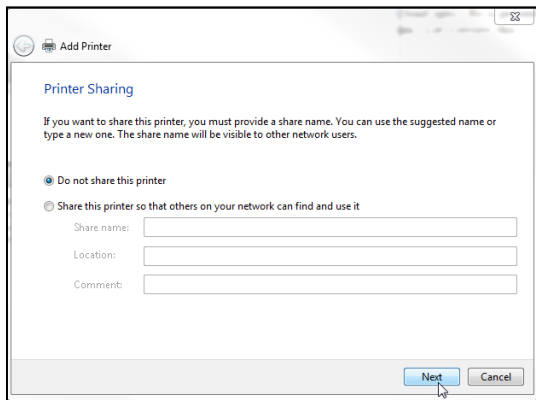 Add Printer
Printer Sharing
If you want to share this printer, you must provide a share name. You can use the suggested name or
type a new one. The share name will be visible to other network users.
Do not share this printer
Share this printer so that others on your network can find and use it
Share name:
Location:
Comment:
Next Cancel